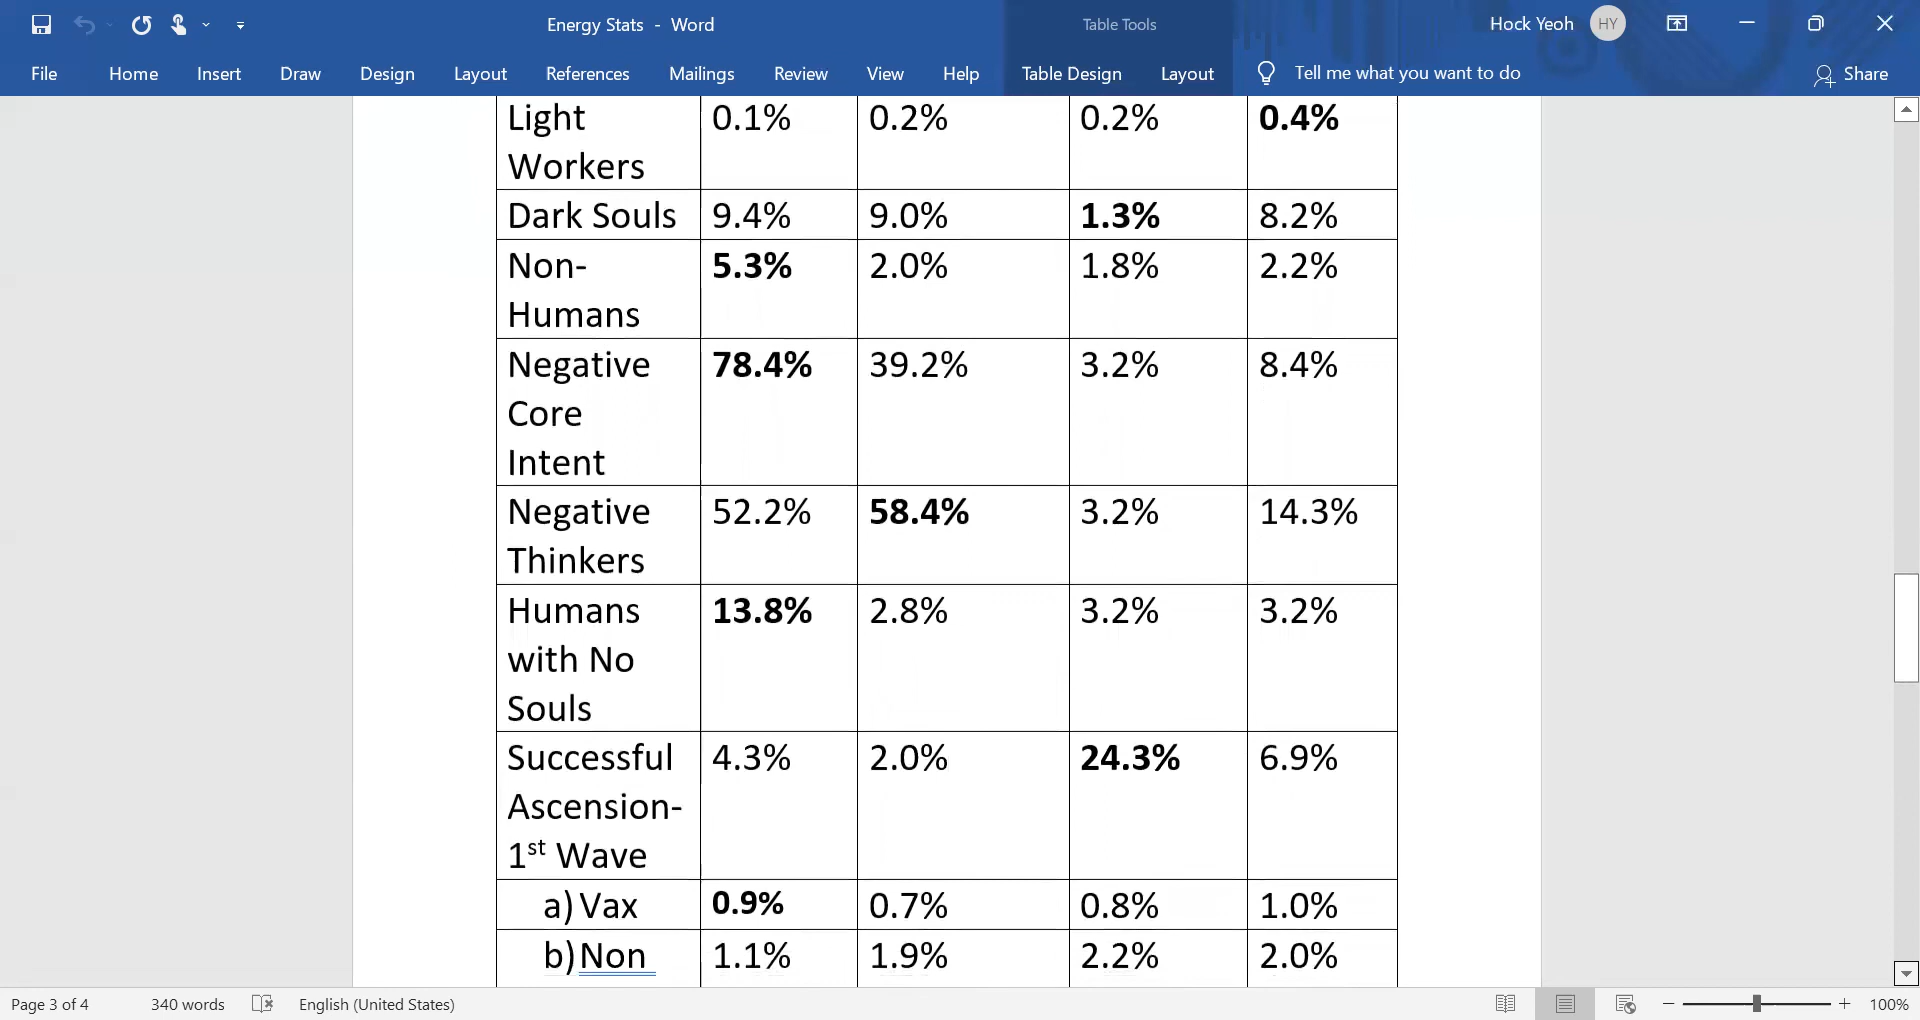 Energy Stats - Word
Table Tools
Hock Yeoh HY
File Home Insert Draw Design Layout References Mailings Review View Help Table Design Layout Tell me what you want to do Share
Light Workers 0.1% 0.2% 0.2% 0.4%
Dark Souls 9.4% 9.0% 1.3% 8.2%
Non-Humans 5.3% 2.0% 1.8% 2.2%
Negative Core Intent 78.4% 39.2% 3.2% 8.4%
Negative Thinkers 52.2% 58.4% 3.2% 14.3%
Humans with No Souls 13.8% 2.8% 3.2% 3.2%
Successful Ascension-1st Wave 4.3% 2.0% 24.3% 6.9%
a) Vax 0.9% 0.7% 0.8% 1.0%
b) Non 1.1% 1.9% 2.2% 2.0%
Page 3 of 4 340 words English (United States) 100%